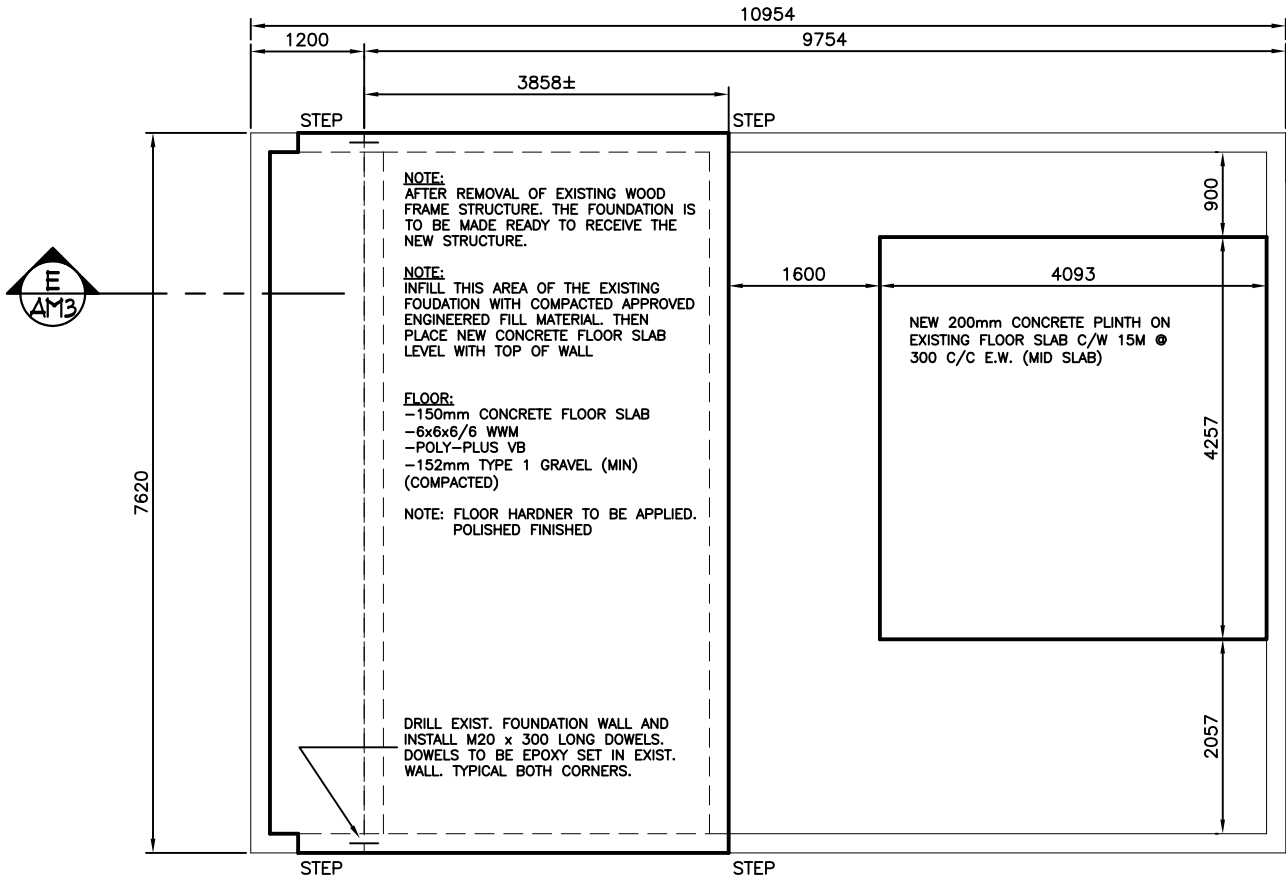 10954
1200
9754
3858±
STEP
STEP
NOTE:
AFTER REMOVAL OF EXISTING WOOD
FRAME STRUCTURE. THE FOUNDATION IS
TO BE MADE READY TO RECEIVE THE
NEW STRUCTURE.
900
E
AM3
NOTE:
INFILL THIS AREA OF THE EXISTING
FOUDATION WITH COMPACTED APPROVED
ENGINEERED FILL MATERIAL. THEN
PLACE NEW CONCRETE FLOOR SLAB
LEVEL WITH TOP OF WALL
1600
4093
NEW 200mm CONCRETE PLINTH ON
EXISTING FLOOR SLAB C/W 15M @
300 C/C E.W. (MID SLAB)
FLOOR:
-150mm CONCRETE FLOOR SLAB
-6x6x6/6 WWM
-POLY-PLUS VB
-152mm TYPE 1 GRAVEL (MIN)
(COMPACTED)
4257
7620
NOTE: FLOOR HARDNER TO BE APPLIED.
POLISHED FINISHED
DRILL EXIST. FOUNDATION WALL AND
INSTALL M20 x 300 LONG DOWELS.
DOWELS TO BE EPOXY SET IN EXIST.
WALL. TYPICAL BOTH CORNERS.
2057
STEP
STEP